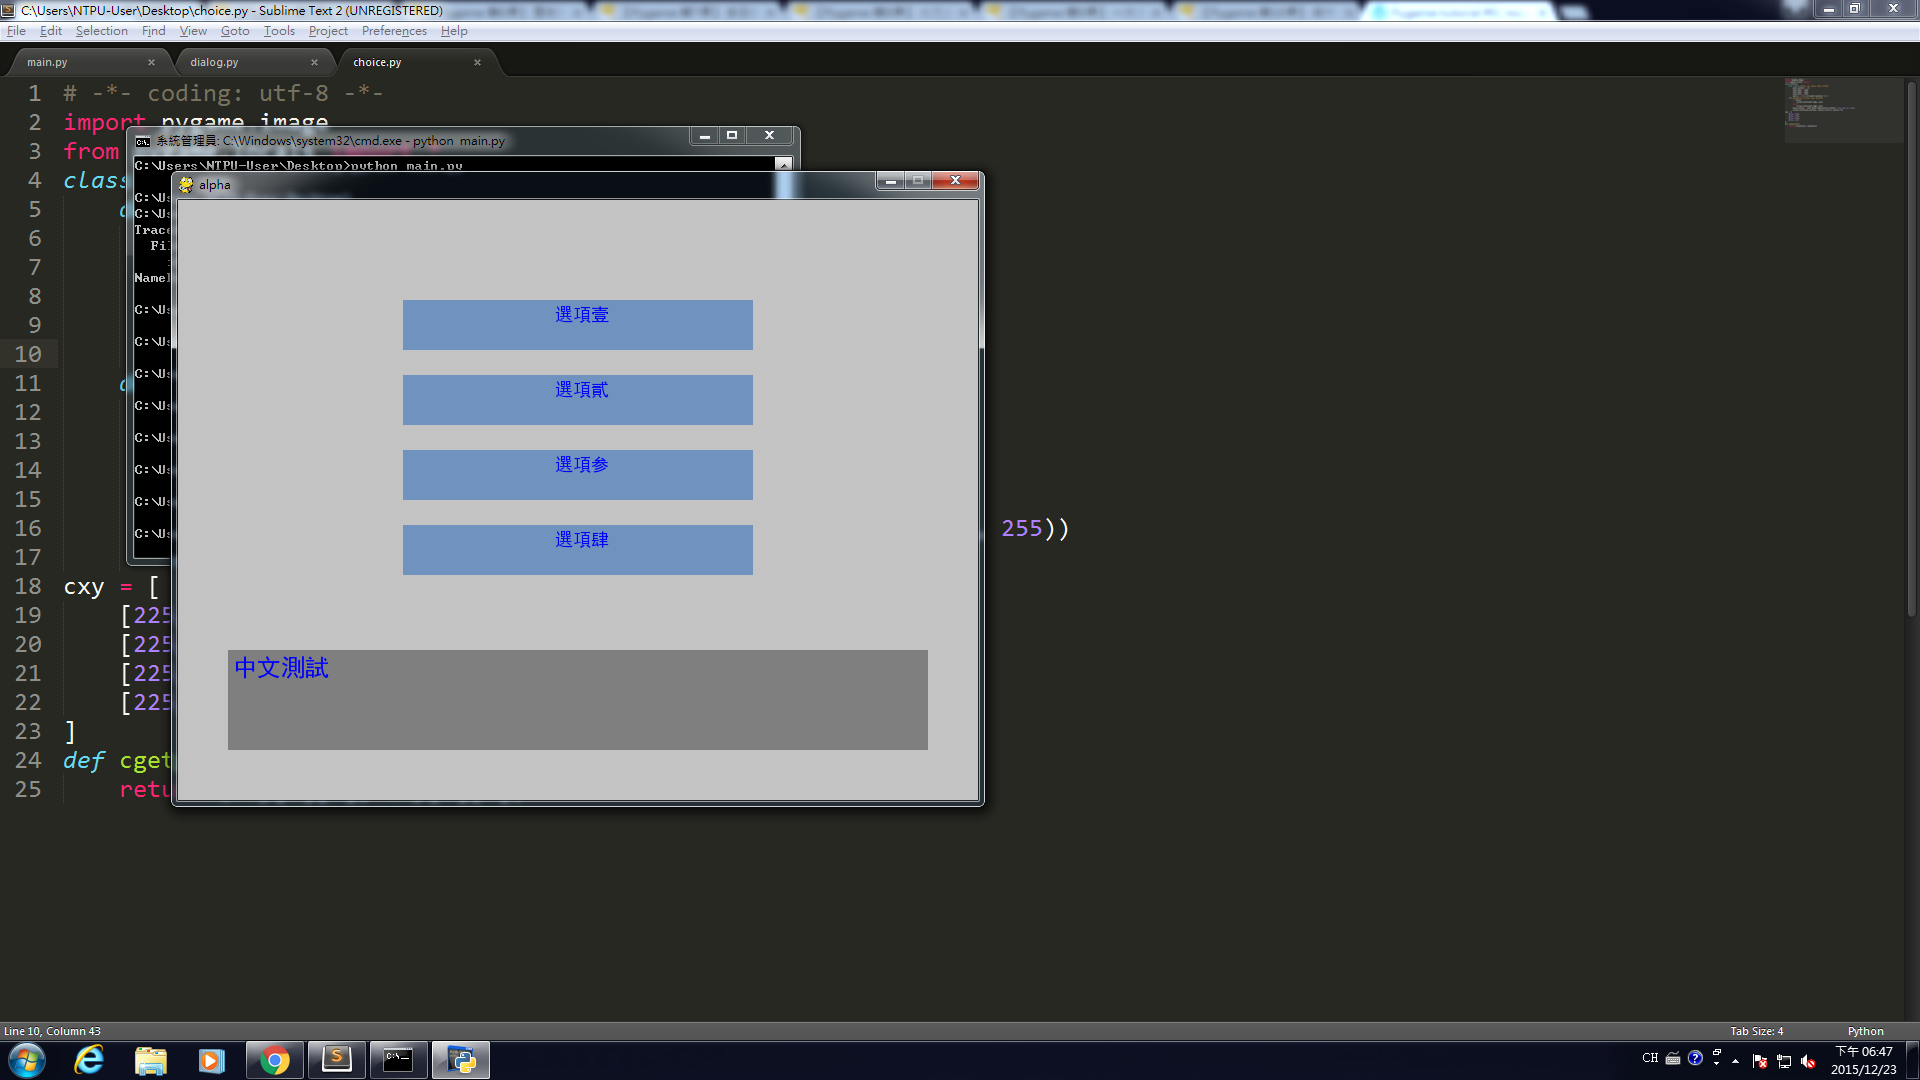 C:\Users\NTPU-User\Desktop\choice.py - Sublime Text 2 (UNREGISTERED)
File Edit Selection Find View Goto Tools Project Preferences Help
main.py dialog.py choice.py
1 # -*- coding: utf-8 -*-
2 import pygame.image
3 from
4 class
5
6
7
8
9
10
11
12
13
14
15
16 255))
17
18 cxy = [
19 [225
20 [225
21 [225
22 [225
23 ]
24 def cget
25 retu
系統管理員: C:\Windows\system32\cmd.exe - python main.py
C:\Users\NTPU-User\Desktop>python main.py
alpha
選項壹
選項貳
選項参
選項肆
中文測試
Line 10, Column 43
Tab Size: 4
Python
CH
下午 06:47
2015/12/23